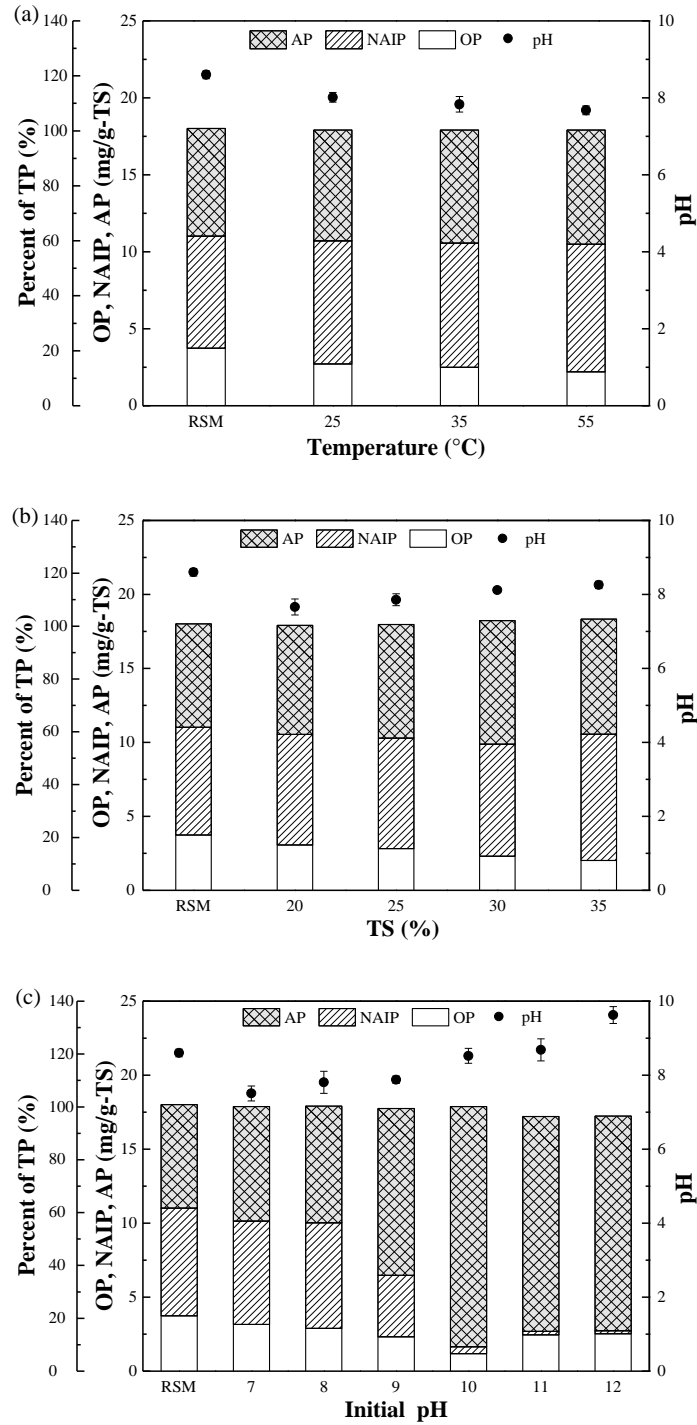 (a)
AP NAIP OP pH
Percent of TP (%)
140
120
100
80
60
40
20
0
OP, NAIP, AP (mg/g-TS)
25
20
15
10
5
0
10
8
6
4
2
0
pH
RSM 25 35 55
Temperature (°C)
(b)
AP NAIP OP pH
Percent of TP (%)
140
120
100
80
60
40
20
0
OP, NAIP, AP (mg/g-TS)
25
20
15
10
5
0
10
8
6
4
2
0
pH
RSM 20 25 30 35
TS (%)
(c)
AP NAIP OP pH
Percent of TP (%)
140
120
100
80
60
40
20
0
OP, NAIP, AP (mg/g-TS)
25
20
15
10
5
0
10
8
6
4
2
0
pH
RSM 7 8 9 10 11 12
Initial pH